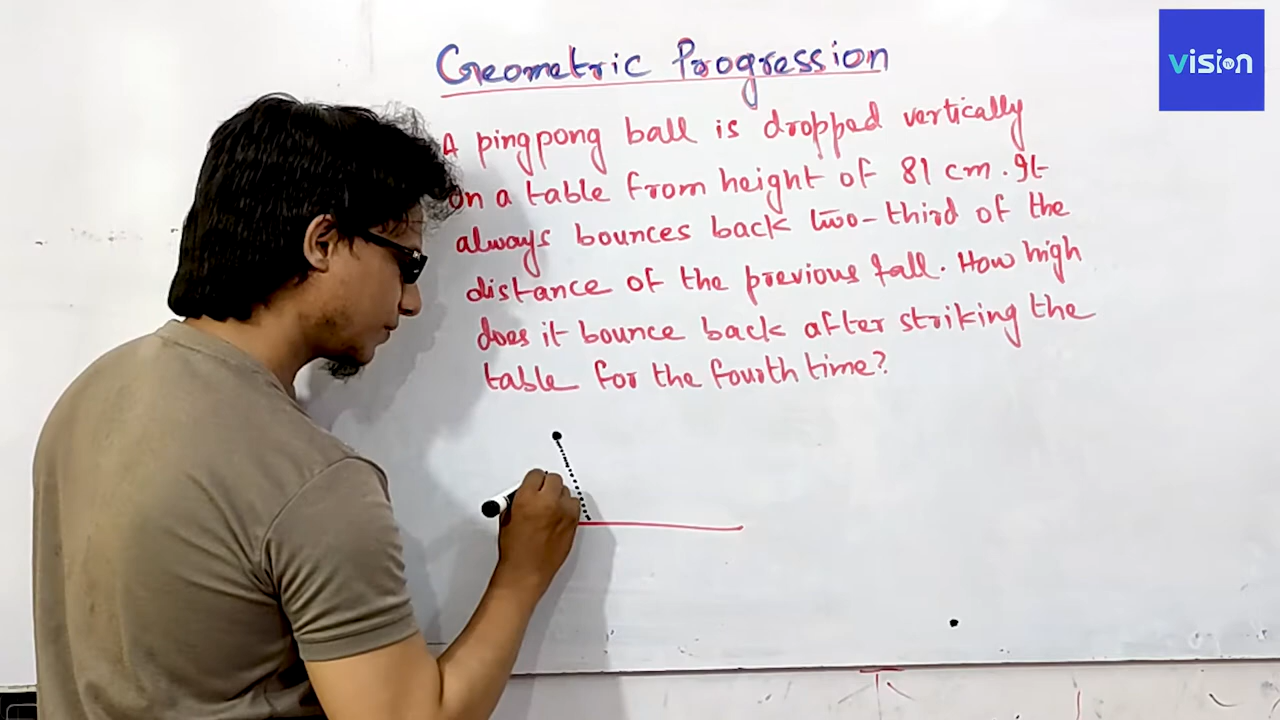 Geometric Progression
A pingpong ball is dropped vertically
on a table from height of 81 cm. It
always bounces back two-third of the
distance of the previous fall. How high
does it bounce back after striking the
table for the fourth time?
vision